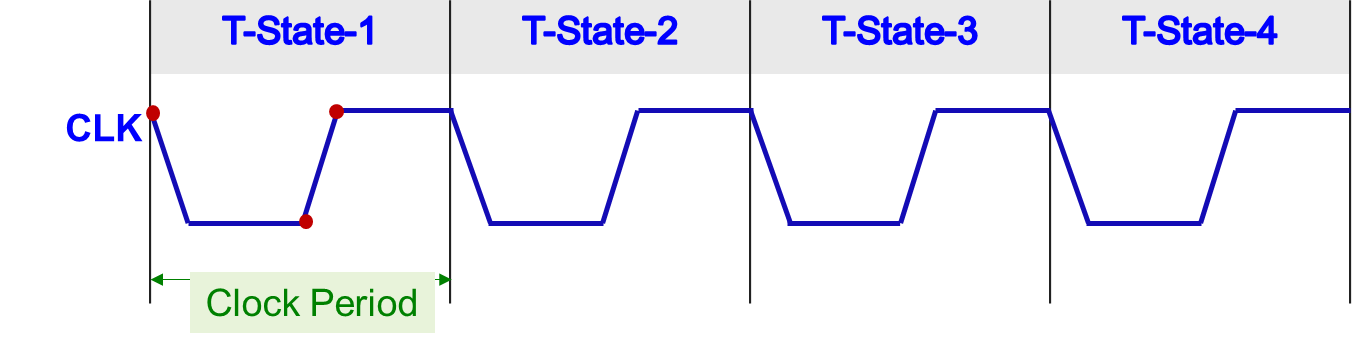 T-State-1 T-State-2 T-State-3 T-State-4
CLK
Clock Period